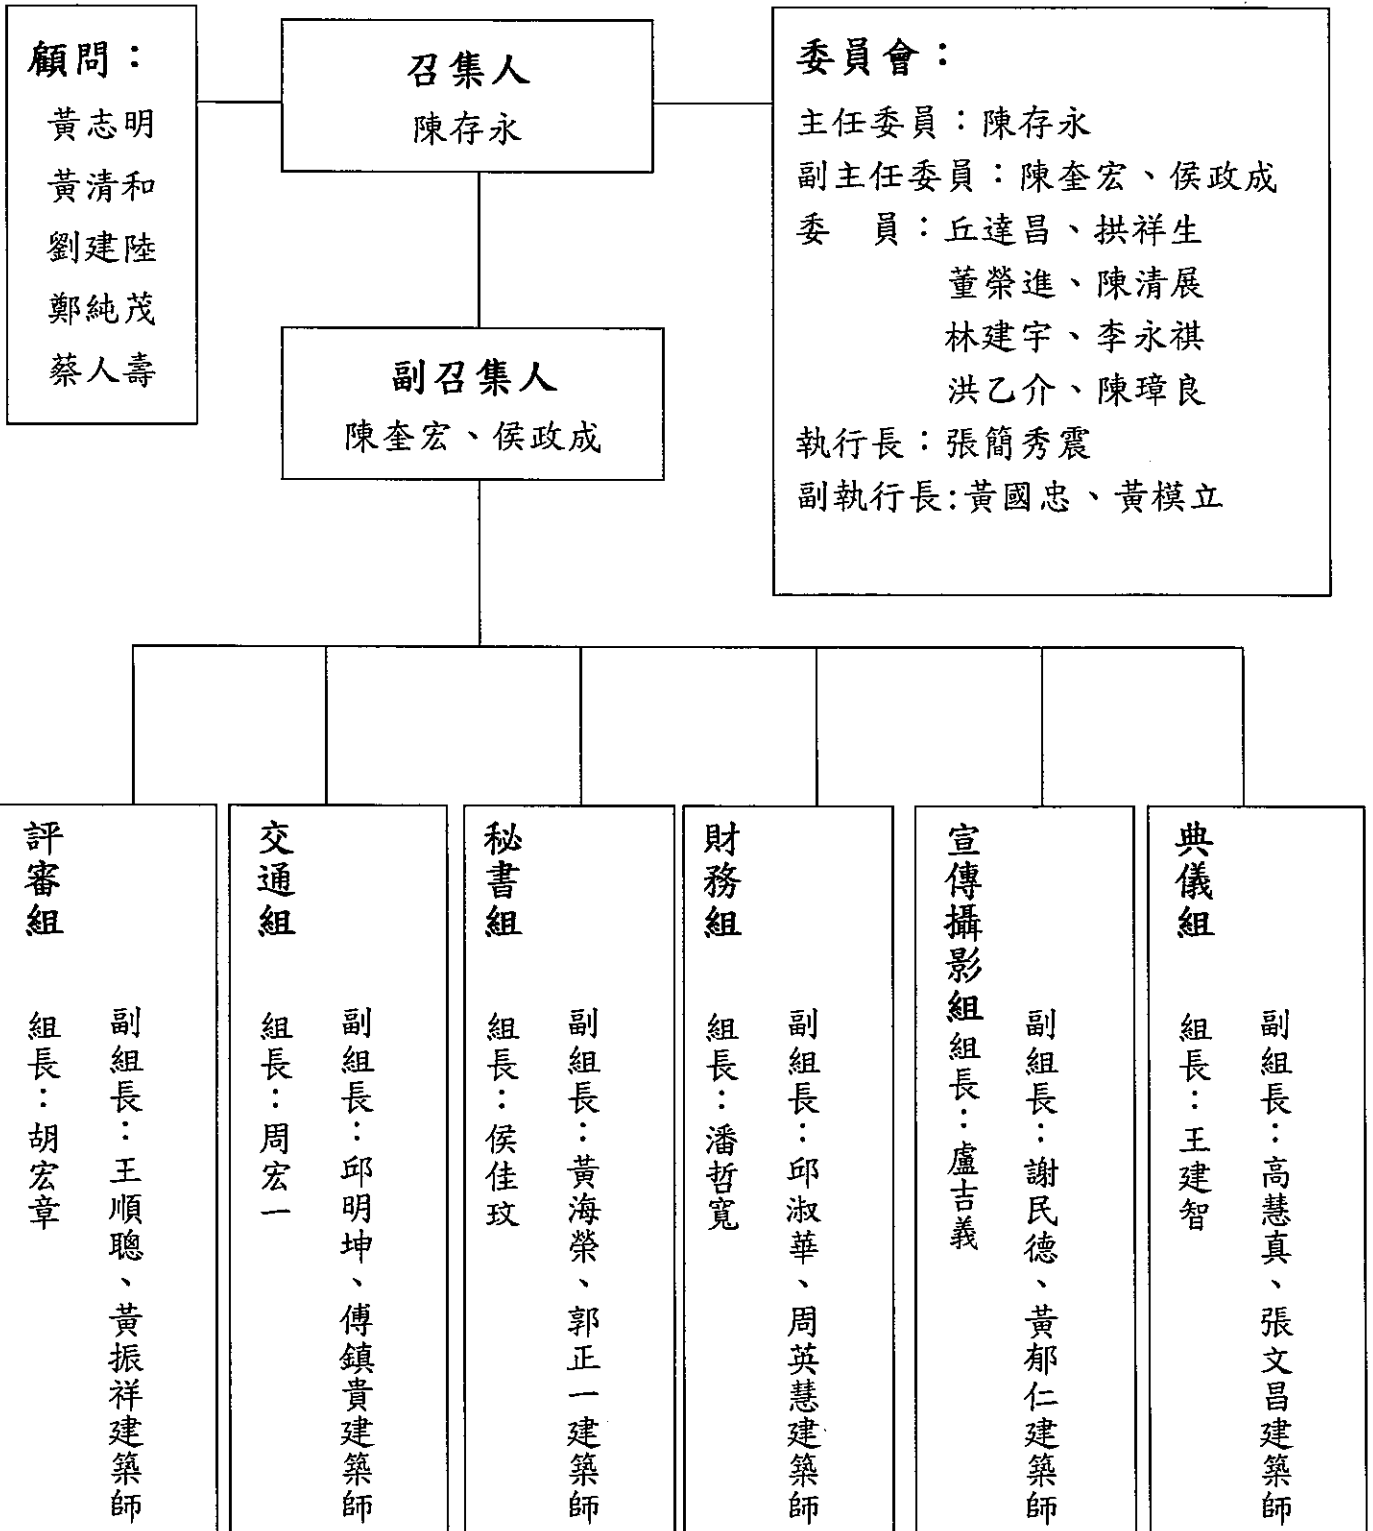 顧問：
黃志明
黃清和
劉建陸
鄭純茂
蔡人壽
召集人
陳存永
委員會：
主任委員：陳存永
副主任委員：陳奎宏、侯政成
委　員：丘達昌、拱祥生
董榮進、陳清展
林建宇、李永祺
洪乙介、陳璋良
執行長：張簡秀震
副執行長:黃國忠、黃模立
副召集人
陳奎宏、侯政成
評審組
組長：胡宏章
副組長：王順聰、黃振祥建築師
交通組
組長：周宏一
副組長：邱明坤、傅鎮貴建築師
秘書組
組長：侯佳玟
副組長：黃海榮、郭正一建築師
財務組
組長：潘哲寬
副組長：邱淑華、周英慧建築師
宣傳攝影組組長：盧吉義
副組長：謝民德、黃郁仁建築師
典儀組
組長：王建智
副組長：高慧真、張文昌建築師